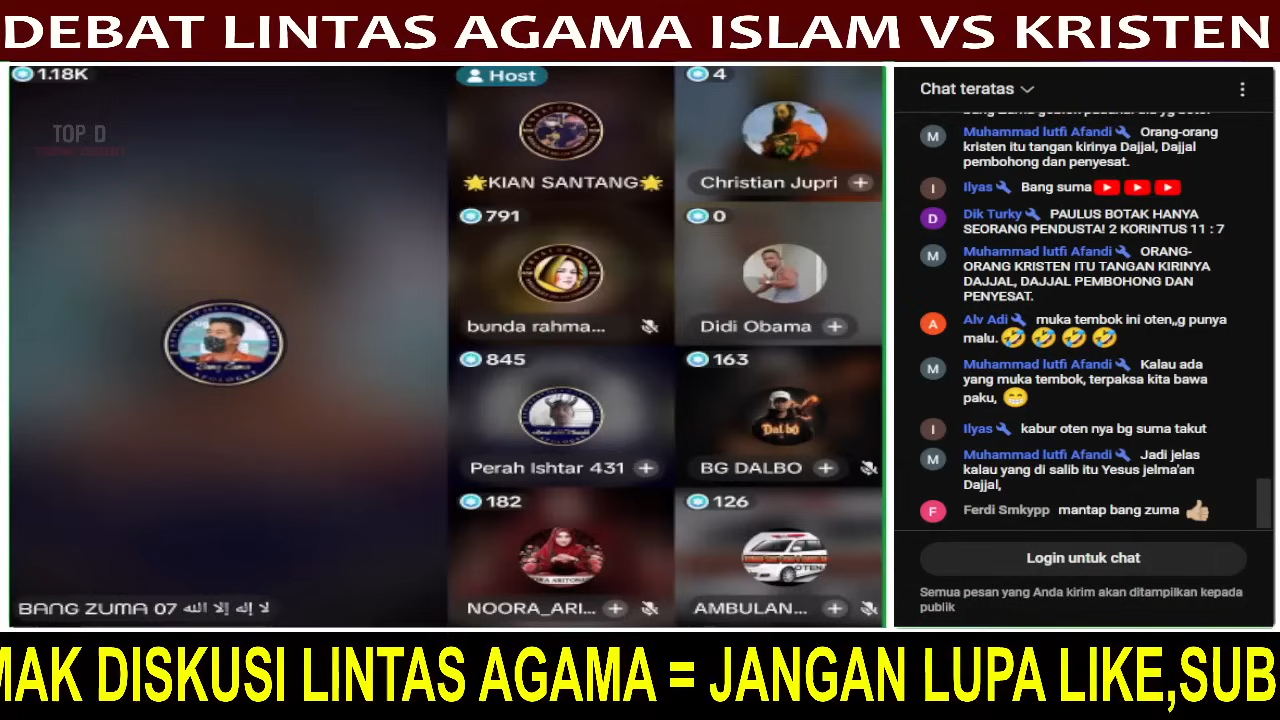 DEBAT LINTAS AGAMA ISLAM VS KRISTEN
1.18K
TOP D
Host
🌟KIAN SANTANG🌟
4
Christian Jupri +
791
bunda rahma...
0
Didi Obama +
845
Perah Ishtar 431 +
163
Dalbo
BG DALBO +
182
NOORA_ARI... +
126
OTEN
AMBULAN... +
BANG ZUMA 07 لا إله إلا الله
Chat teratas
M
Muhammad lutfi Afandi Orang-orang
kristen itu tangan kirinya Dajjal, Dajjal
pembohong dan penyesat.
I
Ilyas Bang suma
D
Dik Turky PAULUS BOTAK HANYA
SEORANG PENDUSTA! 2 KORINTUS 11 : 7
M
Muhammad lutfi Afandi ORANG-
ORANG KRISTEN ITU TANGAN KIRINYA
DAJJAL, DAJJAL PEMBOHONG DAN
PENYESAT.
A
Alv Adi muka tembok ini oten,,g punya
malu. 🤣🤣🤣🤣
M
Muhammad lutfi Afandi Kalau ada
yang muka tembok, terpaksa kita bawa
paku, 😁
I
Ilyas kabur oten nya bg suma takut
M
Muhammad lutfi Afandi Jadi jelas
kalau yang di salib itu Yesus jelma'an
Dajjal,
F
Ferdi Smkypp mantap bang zuma 👍🏼
Login untuk chat
Semua pesan yang Anda kirim akan ditampilkan kepada
publik
MAK DISKUSI LINTAS AGAMA = JANGAN LUPA LIKE,SUB